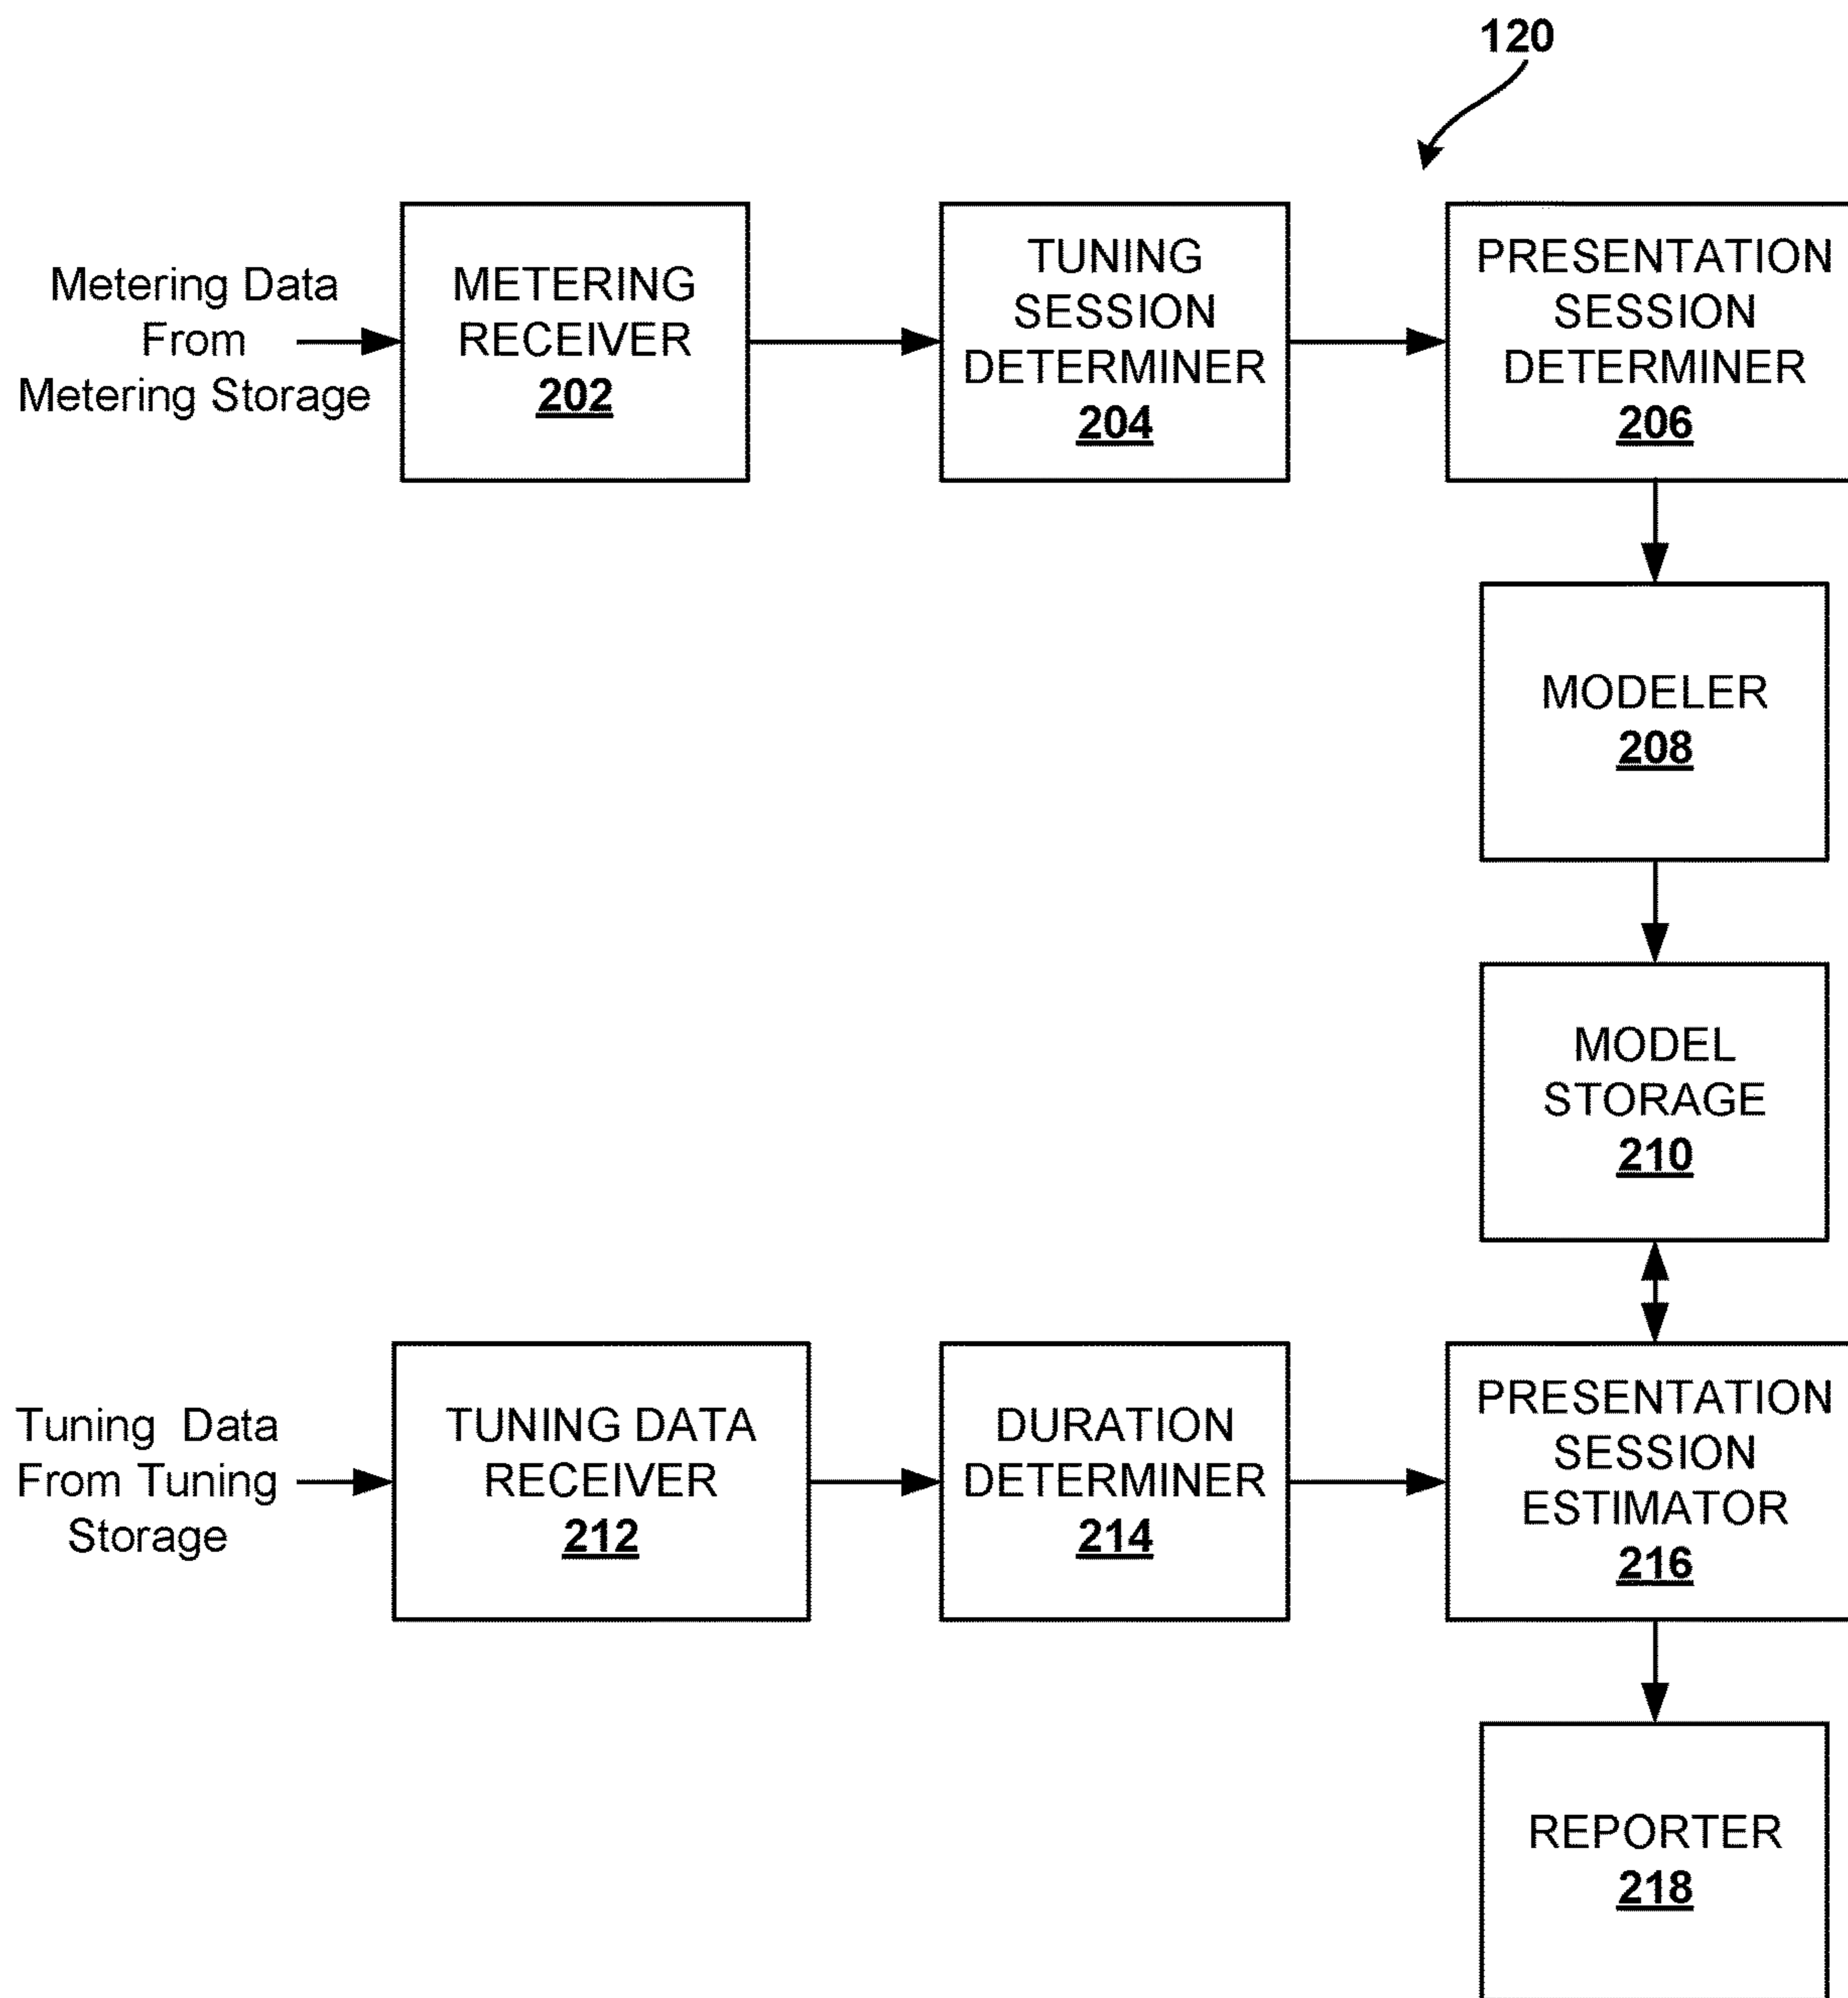 120
Metering Data
From
Metering Storage
METERING
RECEIVER
202
TUNING
SESSION
DETERMINER
204
PRESENTATION
SESSION
DETERMINER
206
MODELER
208
MODEL
STORAGE
210
Tuning Data
From Tuning
Storage
TUNING DATA
RECEIVER
212
DURATION
DETERMINER
214
PRESENTATION
SESSION
ESTIMATOR
216
REPORTER
218